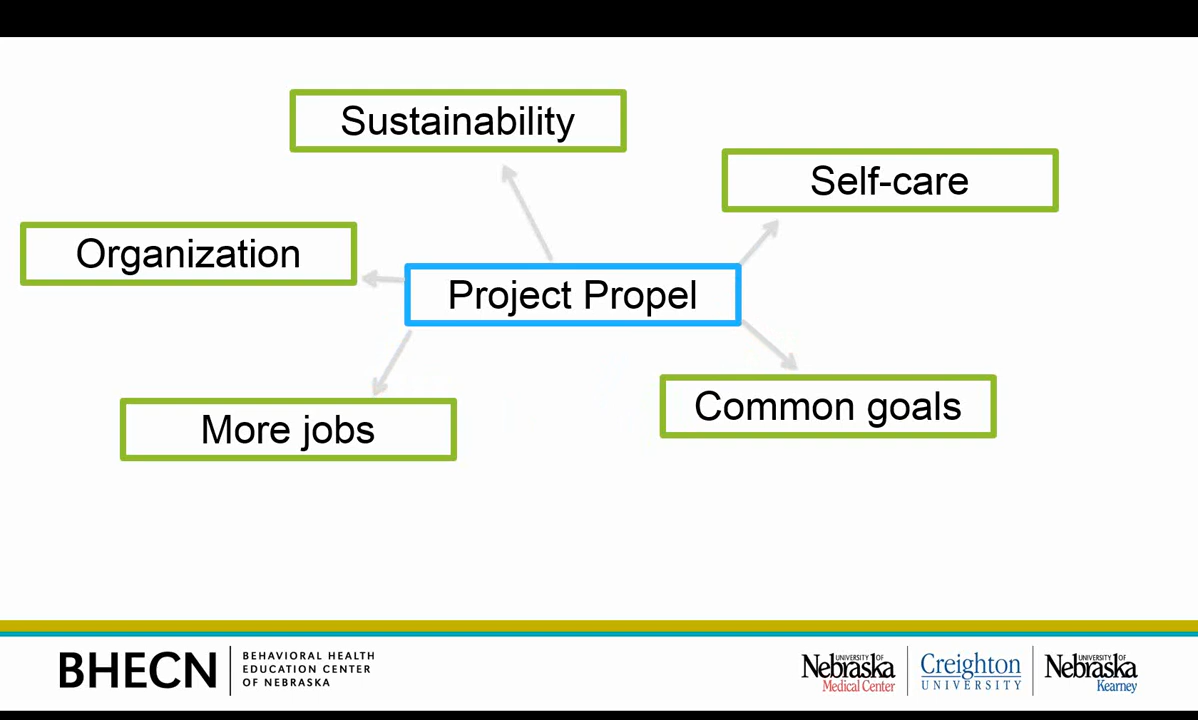 Sustainability
Self-care
Organization
Project Propel
Common goals
More jobs
BHECN
BEHAVIORAL HEALTH
EDUCATION CENTER
OF NEBRASKA
UNIVERSITY OF
Nebraska
Medical Center
Creighton
UNIVERSITY
UNIVERSITY OF
Nebraska
Kearney